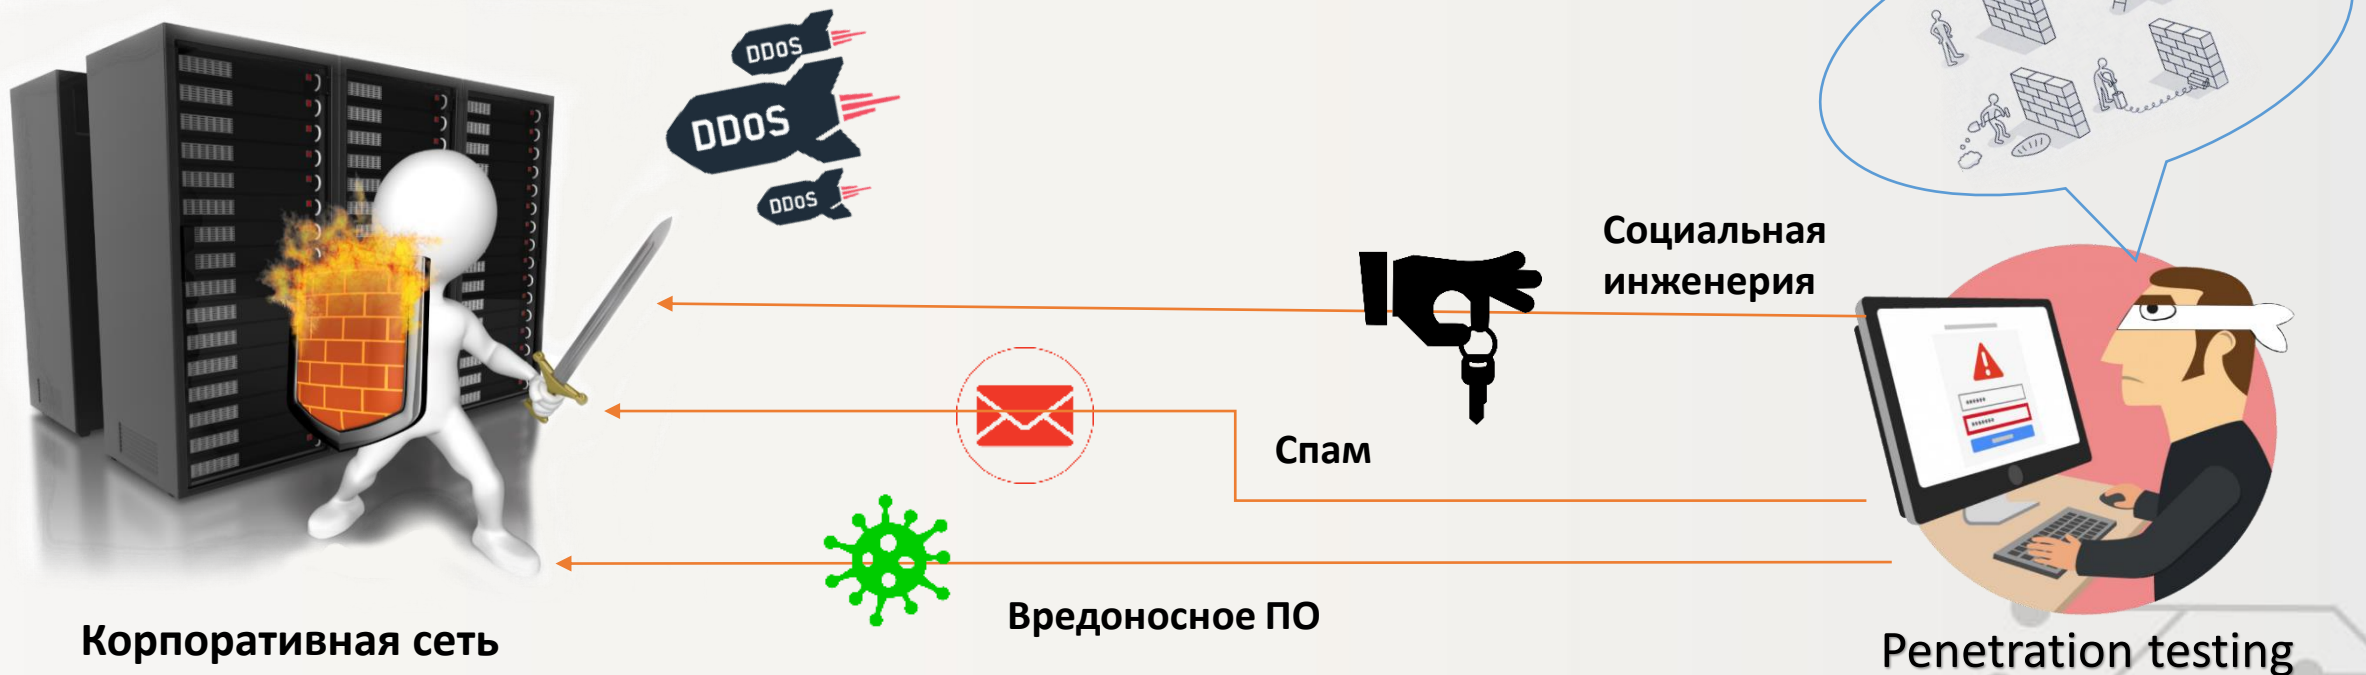 DDoS
DDoS
DDoS
Социальная
инженерия
Спам
Вредоносное ПО
Корпоративная сеть
Penetration testing